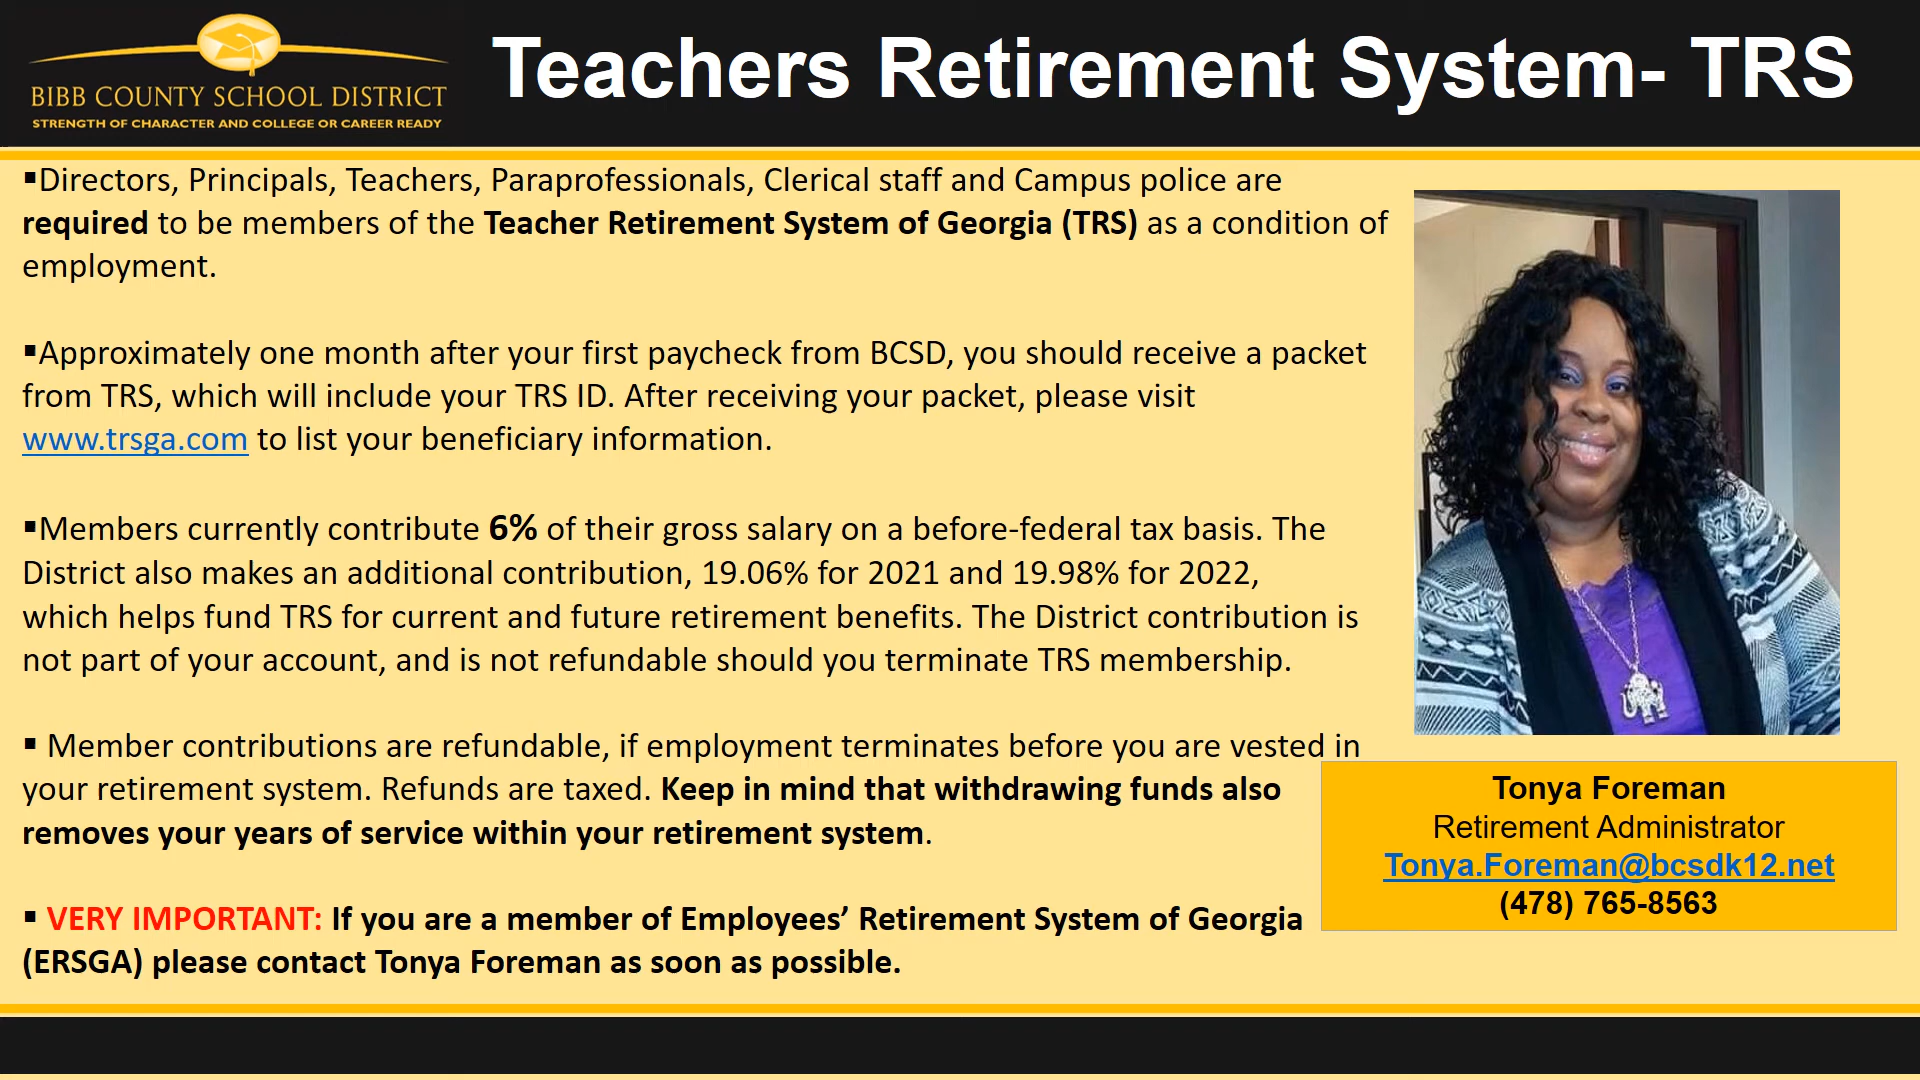 BIBB COUNTY SCHOOL DISTRICT
STRENGTH OF CHARACTER AND COLLEGE OR CAREER READY
Teachers Retirement System- TRS
▪Directors, Principals, Teachers, Paraprofessionals, Clerical staff and Campus police are
required to be members of the Teacher Retirement System of Georgia (TRS) as a condition of
employment.
▪Approximately one month after your first paycheck from BCSD, you should receive a packet
from TRS, which will include your TRS ID. After receiving your packet, please visit
www.trsga.com to list your beneficiary information.
▪Members currently contribute 6% of their gross salary on a before-federal tax basis. The
District also makes an additional contribution, 19.06% for 2021 and 19.98% for 2022,
which helps fund TRS for current and future retirement benefits. The District contribution is
not part of your account, and is not refundable should you terminate TRS membership.
▪ Member contributions are refundable, if employment terminates before you are vested in
your retirement system. Refunds are taxed. Keep in mind that withdrawing funds also
removes your years of service within your retirement system.
▪ VERY IMPORTANT: If you are a member of Employees’ Retirement System of Georgia
(ERSGA) please contact Tonya Foreman as soon as possible.
Tonya Foreman
Retirement Administrator
Tonya.Foreman@bcsdk12.net
(478) 765-8563